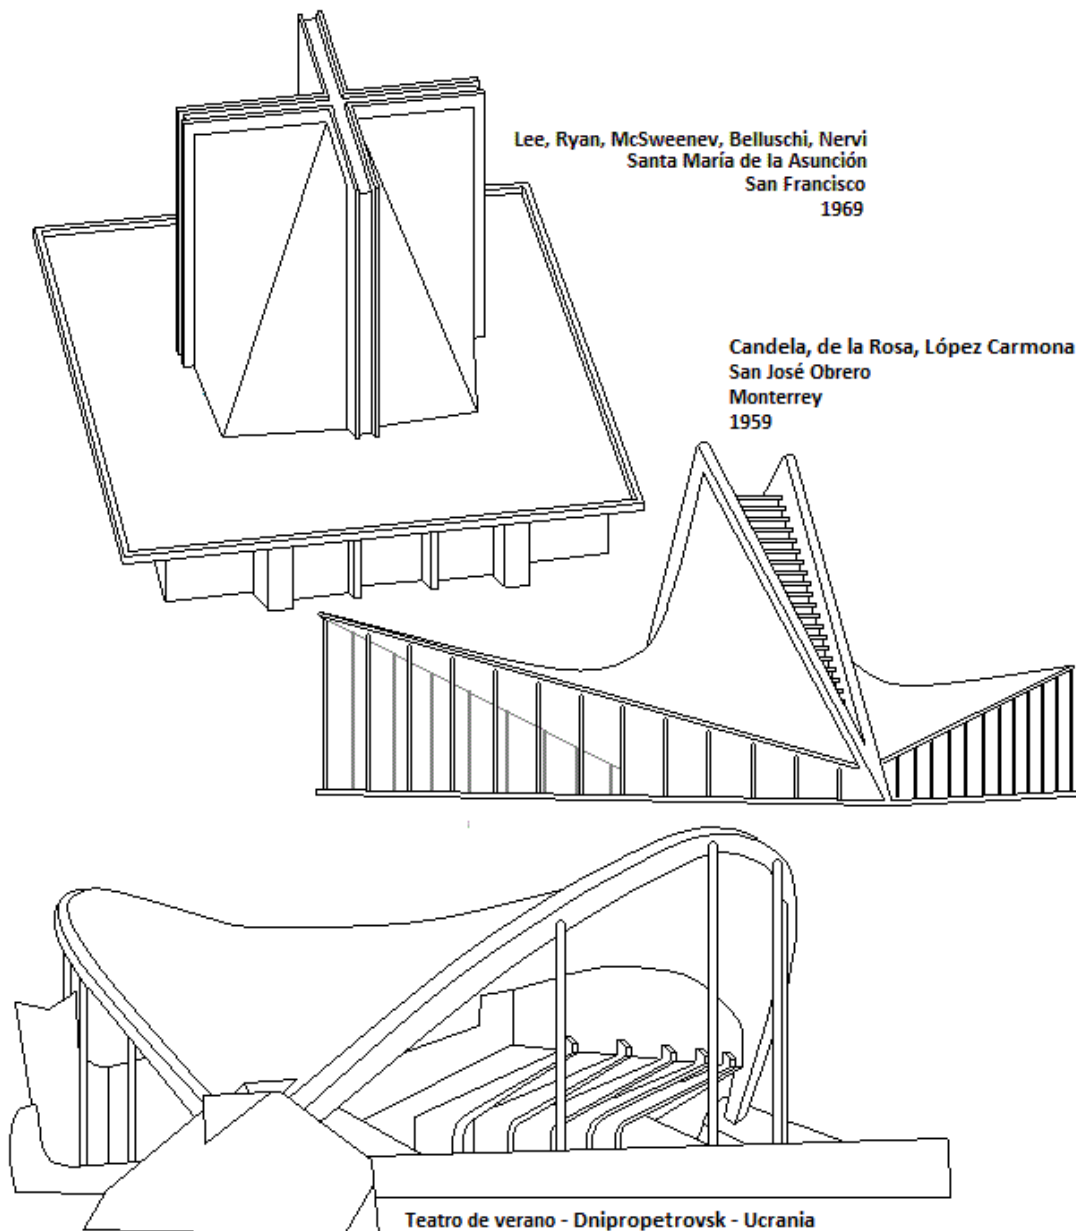 Lee, Ryan, McSweenev, Belluschi, Nervi
Santa María de la Asunción
San Francisco
1969
Candela, de la Rosa, López Carmona
San José Obrero
Monterrey
1959
Teatro de verano - Dnipropetrovsk - Ucrania